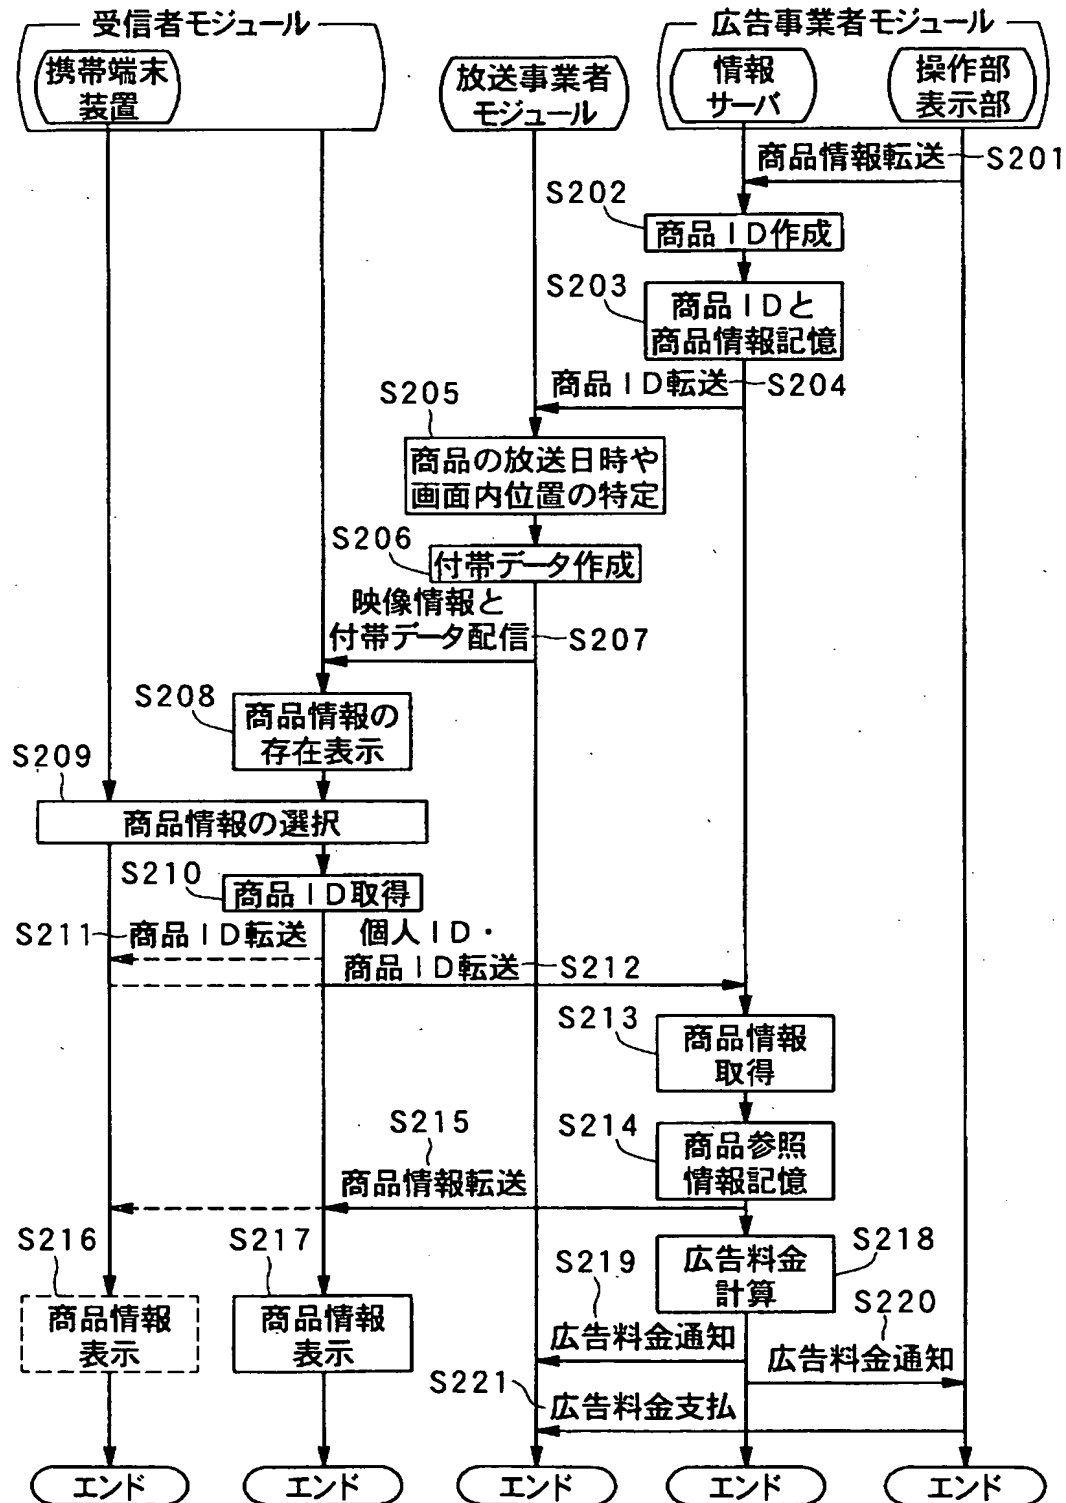 受信者モジュール
広告事業者モジュール
携帯端末
装置
放送事業者
モジュール
情報
サーバ
操作部
表示部
商品情報転送
S201
S202
商品ID作成
S203
商品IDと
商品情報記憶
商品ID転送
S204
S205
商品の放送日時や
画面内位置の特定
S206
付帯データ作成
映像情報と
付帯データ配信
S207
S208
商品情報の
存在表示
S209
商品情報の選択
S210
商品ID取得
S211
商品ID転送
個人ID・
商品ID転送
S212
S213
商品情報
取得
S214
商品参照
情報記憶
S215
商品情報転送
S216
商品情報
表示
S217
商品情報
表示
S218
広告料金
計算
S219
広告料金通知
S220
広告料金通知
S221
広告料金支払
エンド
エンド
エンド
エンド
エンド